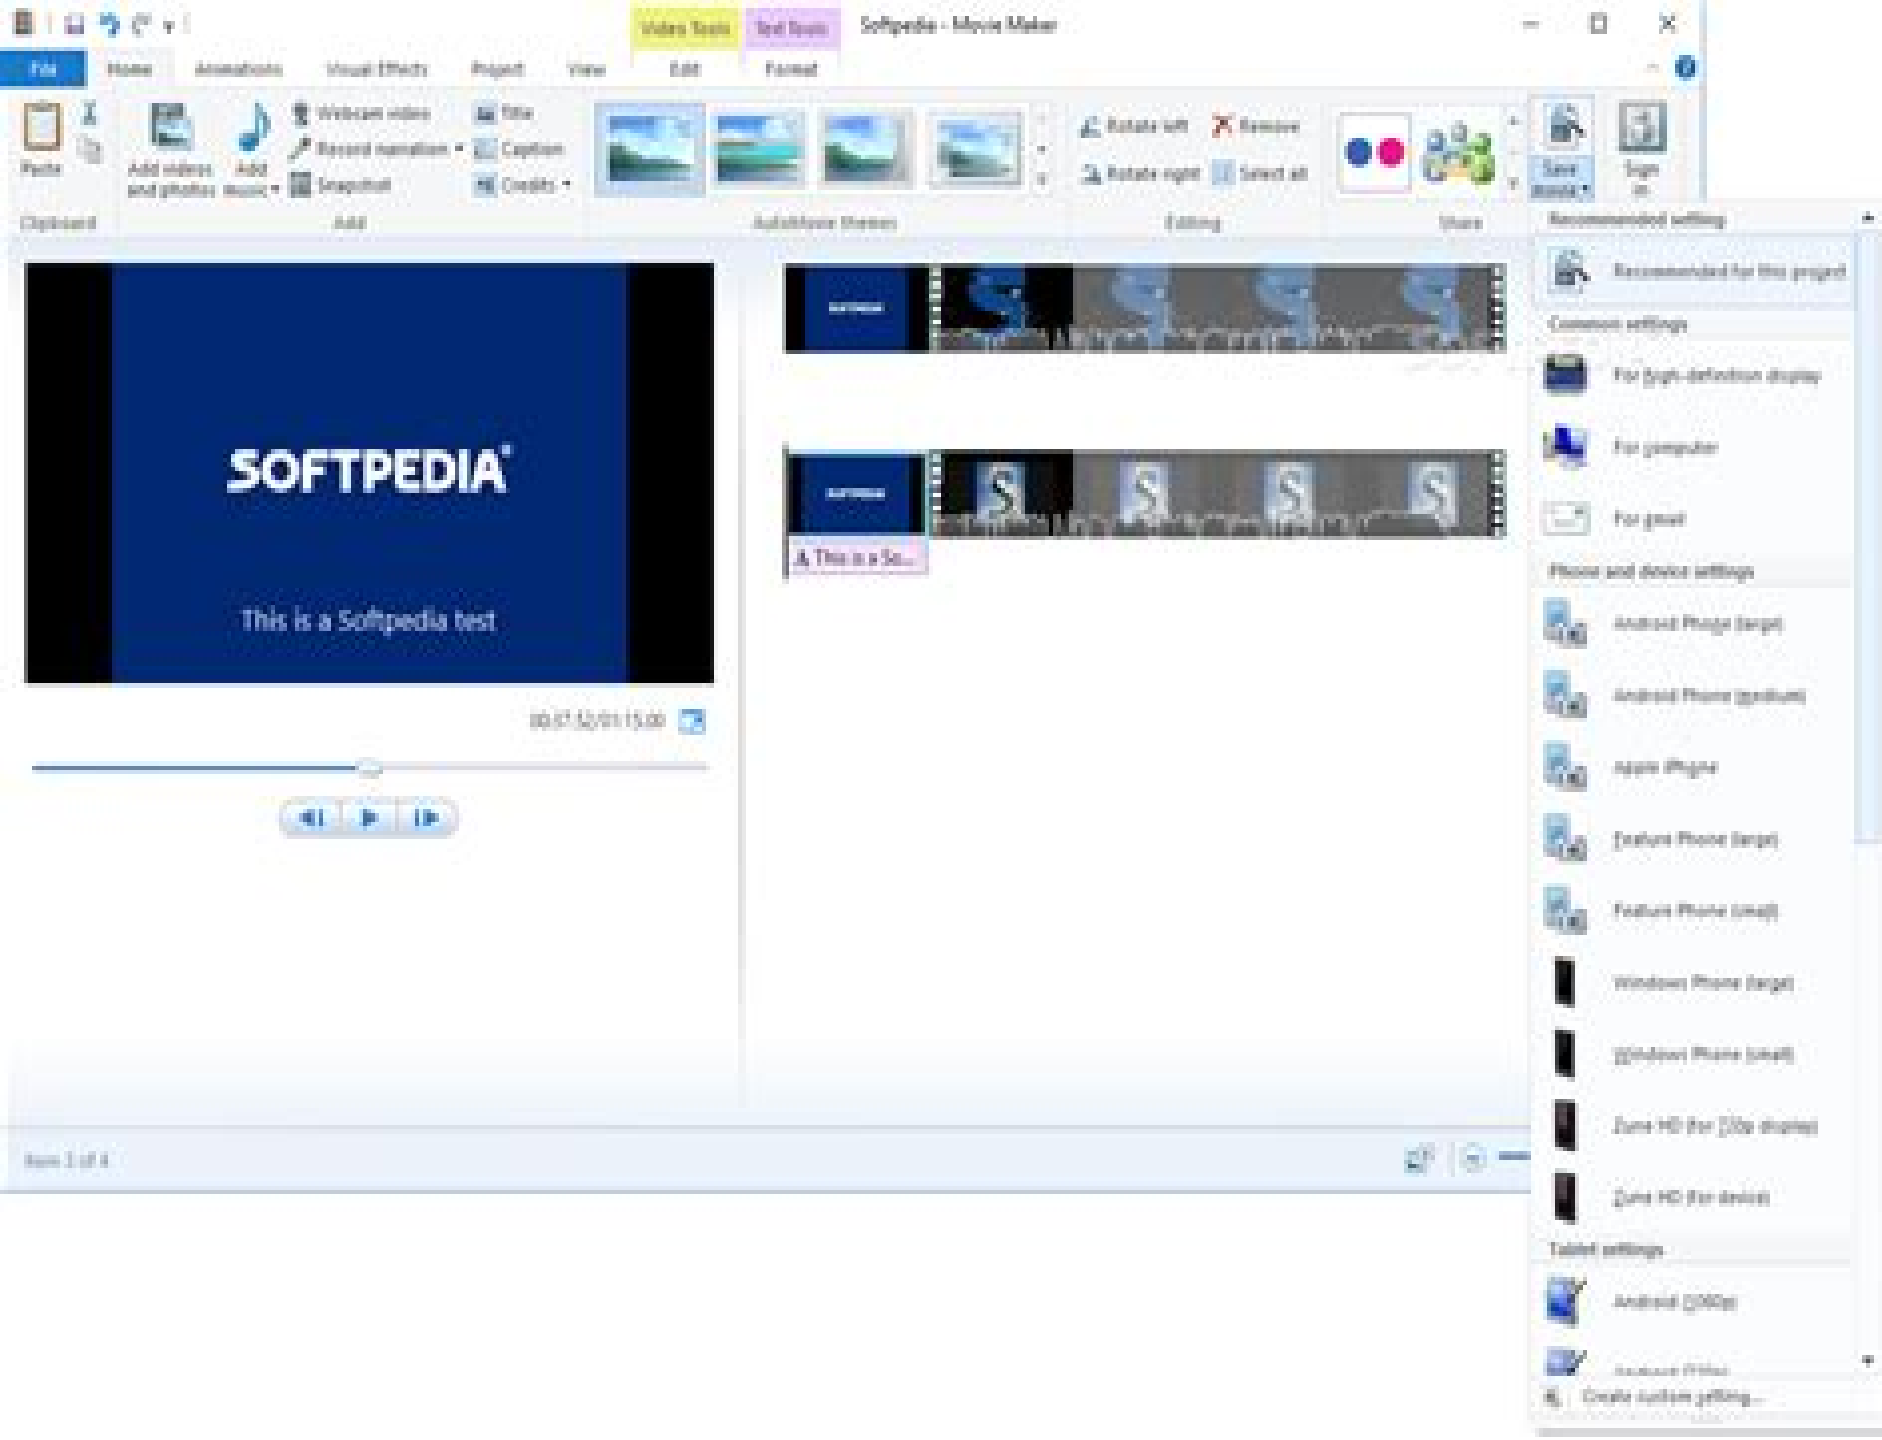 Video Tools Text Tools Softpedia - Movie Maker
File Home Animations Visual Effects Project View Edit Format
Paste
Add videos and photos
Add music
Webcam video
Record narration
Snapshot
Title
Caption
Credits
Rotate left
Rotate right
Remove
Select all
Save movie
Sign in
Clipboard Add AutoMovie themes Editing Share
SOFTPEDIA
This is a Softpedia test
SOFTPEDIA
SOFTPEDIA
A This is a So...
Recommended setting
Recommended for this project
Common settings
For high-definition display
For computer
For email
Phone and device settings
Android Phone (large)
Android Phone (medium)
Apple iPhone
Feature Phone (large)
Feature Phone (small)
Windows Phone (large)
Windows Phone (small)
Zune HD (for 720p display)
Zune HD (for device)
Tablet settings
Android (1080p)
Create custom setting...